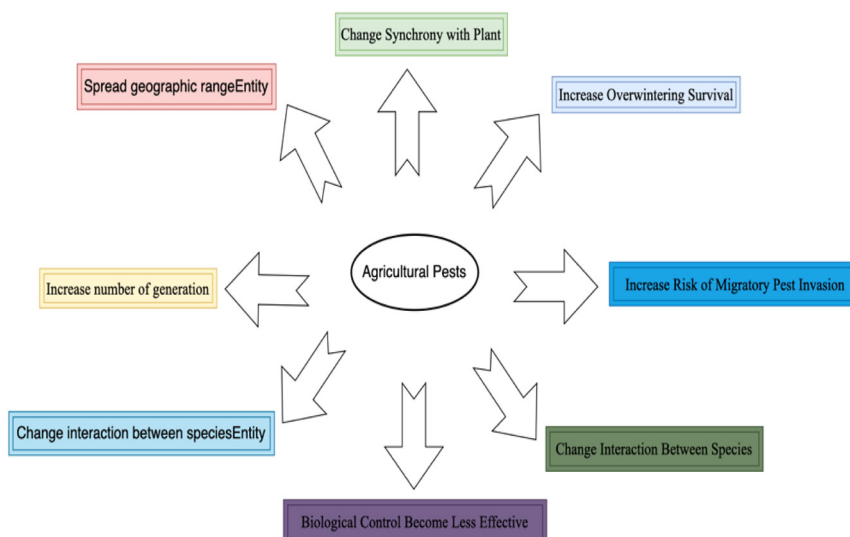 Change Synchrony with Plant
Spread geographic rangeEntity
Increase Overwintering Survival
Agricultural Pests
Increase number of generation
Increase Risk of Migratory Pest Invasion
Change interaction between speciesEntity
Change Interaction Between Species
Biological Control Become Less Effective